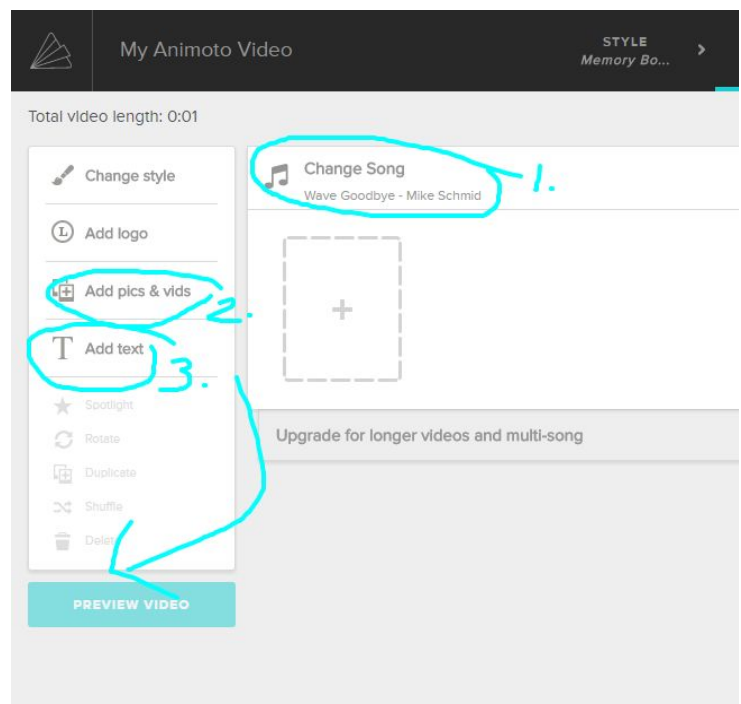 My Animoto Video
STYLE
Memory Bo...
Total video length: 0:01
Change style
L
Add logo
Add pics & vids
2.
T Add text
3.
Spotlight
Rotate
Duplicate
Shuffle
Delet
PREVIEW VIDEO
Change Song
1.
Wave Goodbye - Mike Schmid
Upgrade for longer videos and multi-song